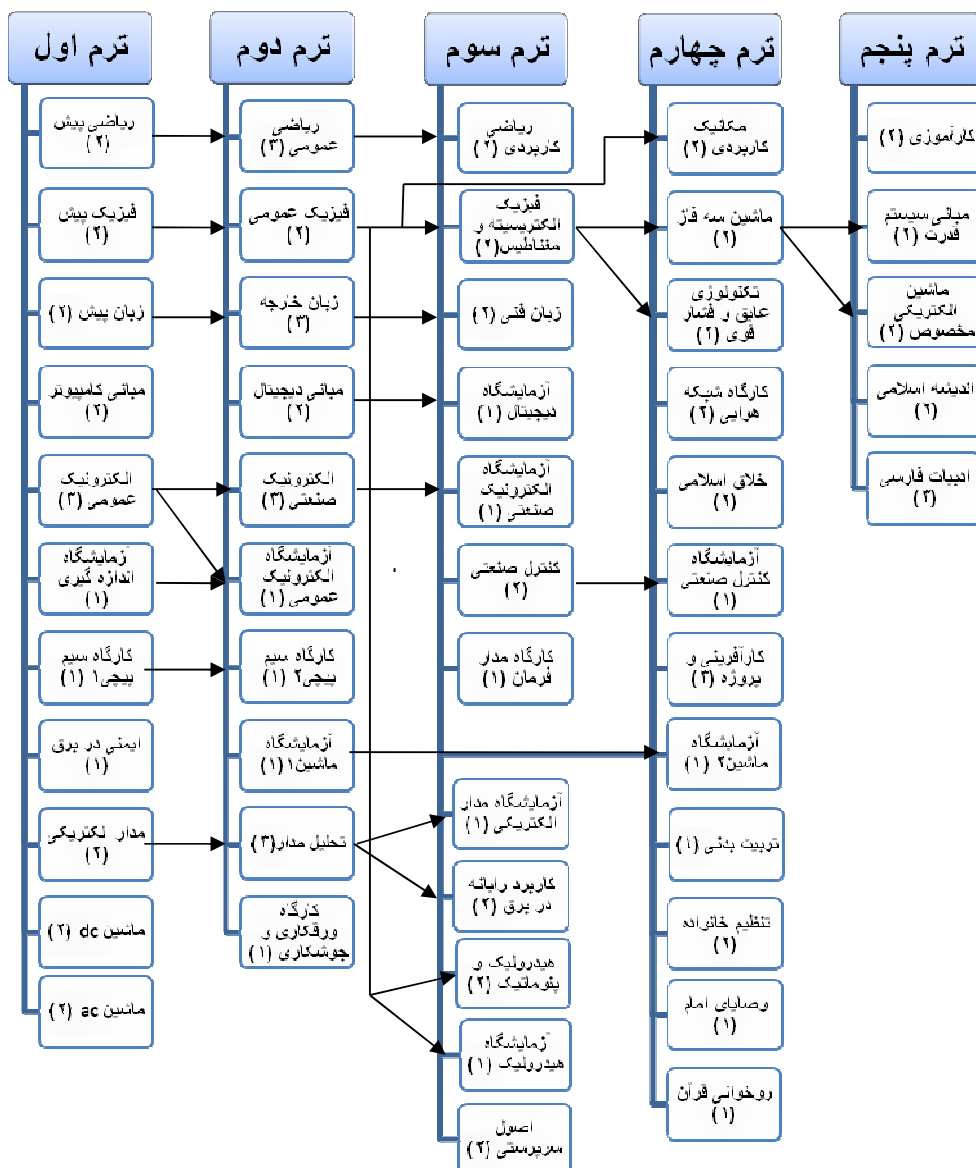 ترم اول
ریاضی پیش
(۲)
فیزیک پیش
(۲)
زبان پیش (۲)
مبانی کامپیوتر
(۲)
الکترونیک
عمومی (۳)
آزمایشگاه
اندازه گیری
(۱)
کارگاه سیم
پیچی۱ (۱)
ایمنی در برق
(۱)
مدار لکتریکی
(۲)
ماشین dc (۲)
ماشین ac (۲)
ترم دوم
ریاضی
عمومی (۳)
فیزیک عمومی
(۲)
زبان خارجه
(۳)
مبانی دیجیتال
(۲)
الکترونیک
صنعتی (۳)
آزمایشگاه
الکترونیک
عمومی (۱)
کارگاه سیم
پیچی۲ (۱)
آزمایشگاه
ماشین۱ (۱)
تحلیل مدار(۳)
کارگاه
ورقکاری و
جوشکاری (۱)
ترم سوم
ریاضی
کاربردی (۲)
فیزیک
الکتریسیته و
مغناطیس(۲)
زبان فنی (۲)
آزمایشگاه
دیجیتال (۱)
آزمایشگاه
الکترونیک
صنعتی (۱)
کنترل صنعتی
(۲)
کارگاه مدار
فرمان (۱)
آزمایشگاه مدار
الکتریکی (۱)
کاربرد رایانه
در برق (۲)
هیدرولیک و
پنوماتیک (۲)
آزمایشگاه
هیدرولیک (۱)
اصول
سرپرستی (۲)
ترم چهارم
مکانیک
کاربردی (۲)
ماشین سه فاز
(۲)
تکنولوژی
عایق و فشار
قوی (۲)
کارگاه شبکه
هوایی (۲)
خلاق اسلامی
(۲)
آزمایشگاه
کنترل صنعتی
(۱)
کارآفرینی و
پروژه (۳)
آزمایشگاه
ماشین۲ (۱)
تربیت بدنی (۱)
تنظیم خانواده
(۲)
وصایای امام
(۱)
روخوانی قرآن
(۱)
ترم پنجم
کارآموزی (۲)
مبانی سیستم
قدرت (۲)
ماشین
الکتریکی
مخصوص (۲)
اندیشه اسلامی
(۲)
ادبیات فارسی
(۳)